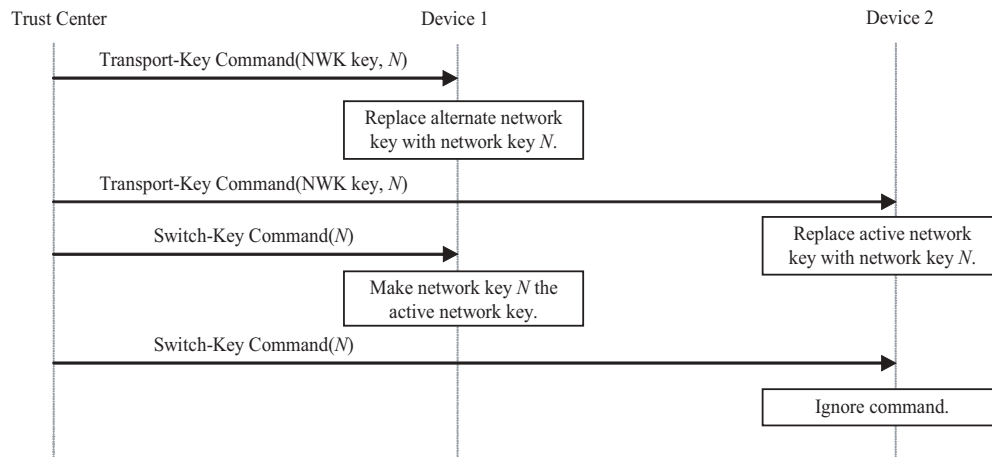 Trust Center
Device 1
Device 2
Transport-Key Command(NWK key, N)
Replace alternate network
key with network key N.
Transport-Key Command(NWK key, N)
Replace active network
key with network key N.
Switch-Key Command(N)
Make network key N the
active network key.
Switch-Key Command(N)
Ignore command.